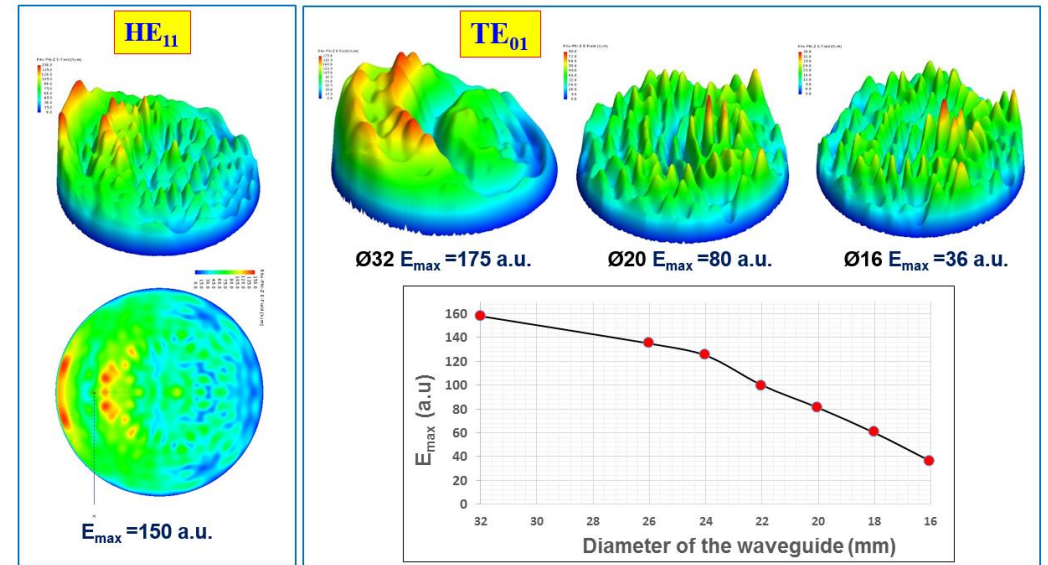 HE11
TE01
Ø32 Emax =175 a.u.
Ø20 Emax =80 a.u.
Ø16 Emax =36 a.u.
Emax =150 a.u.
Emax (a.u)
160
140
120
100
80
60
40
20
0
32 30 28 26 24 22 20 18 16
Diameter of the waveguide (mm)